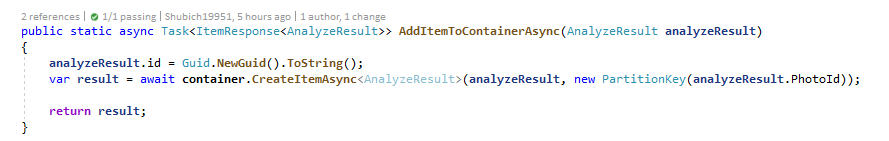 2 references | 1/1 passing | Shubich19951, 5 hours ago | 1 author, 1 change
public static async Task<ItemResponse<AnalyzeResult>> AddItemToContainerAsync(AnalyzeResult analyzeResult)
{
analyzeResult.id = Guid.NewGuid().ToString();
var result = await container.CreateItemAsync<AnalyzeResult>(analyzeResult, new PartitionKey(analyzeResult.PhotoId));
return result;
}